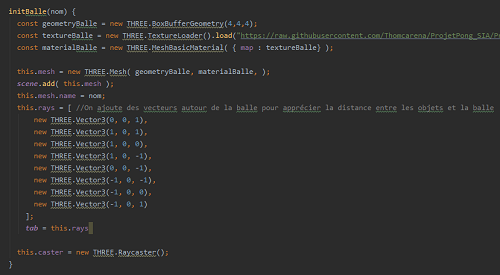 initBalle(nom) {
const geometryBalle = new THREE.BoxBufferGeometry(4,4,4);
const textureBalle = new THREE.TextureLoader().load("https://raw.githubusercontent.com/Thomcarena/ProjetPong_SIA/P
const materialBalle = new THREE.MeshBasicMaterial( { map : textureBalle} );
this.mesh = new THREE.Mesh( geometryBalle, materialBalle, );
scene.add( this.mesh );
this.mesh.name = nom;
this.rays = [ //On ajoute des vecteurs autour de la balle pour apprécier la distance entre les objets et la balle
new THREE.Vector3(0, 0, 1),
new THREE.Vector3(1, 0, 1),
new THREE.Vector3(1, 0, 0),
new THREE.Vector3(1, 0, -1),
new THREE.Vector3(0, 0, -1),
new THREE.Vector3(-1, 0, -1),
new THREE.Vector3(-1, 0, 0),
new THREE.Vector3(-1, 0, 1)
];
tab = this.rays
this.caster = new THREE.Raycaster();
}